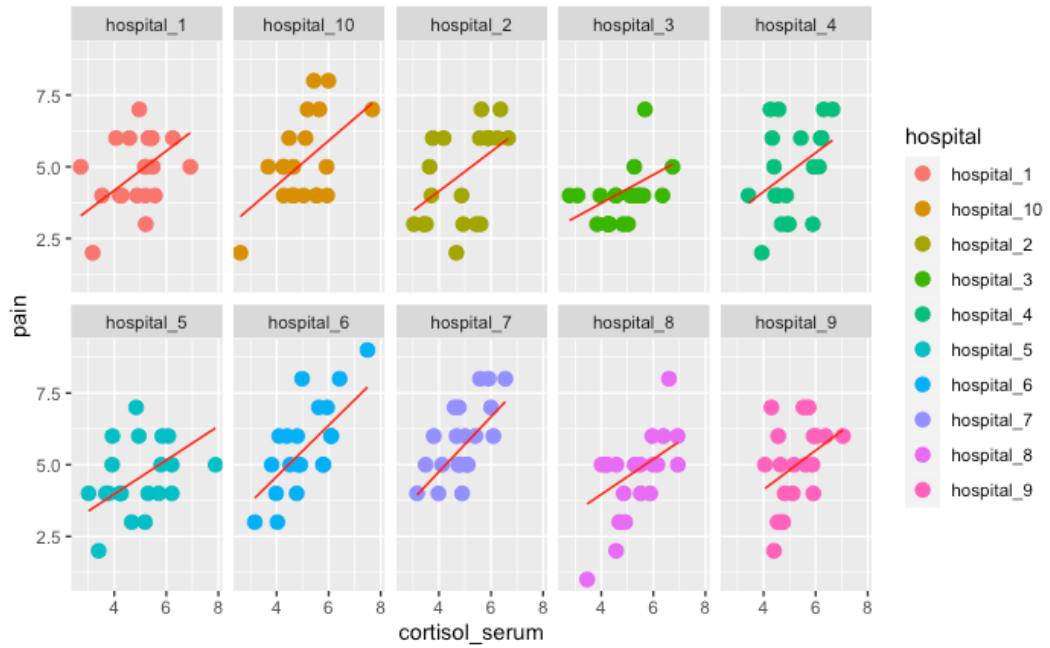 hospital_1 hospital_10 hospital_2 hospital_3 hospital_4
7.5
5.0
2.5
hospital_5 hospital_6 hospital_7 hospital_8 hospital_9
7.5
5.0
2.5
4 6 8 4 6 8 4 6 8 4 6 8 4 6 8
cortisol_serum
pain
hospital
hospital_1
hospital_10
hospital_2
hospital_3
hospital_4
hospital_5
hospital_6
hospital_7
hospital_8
hospital_9